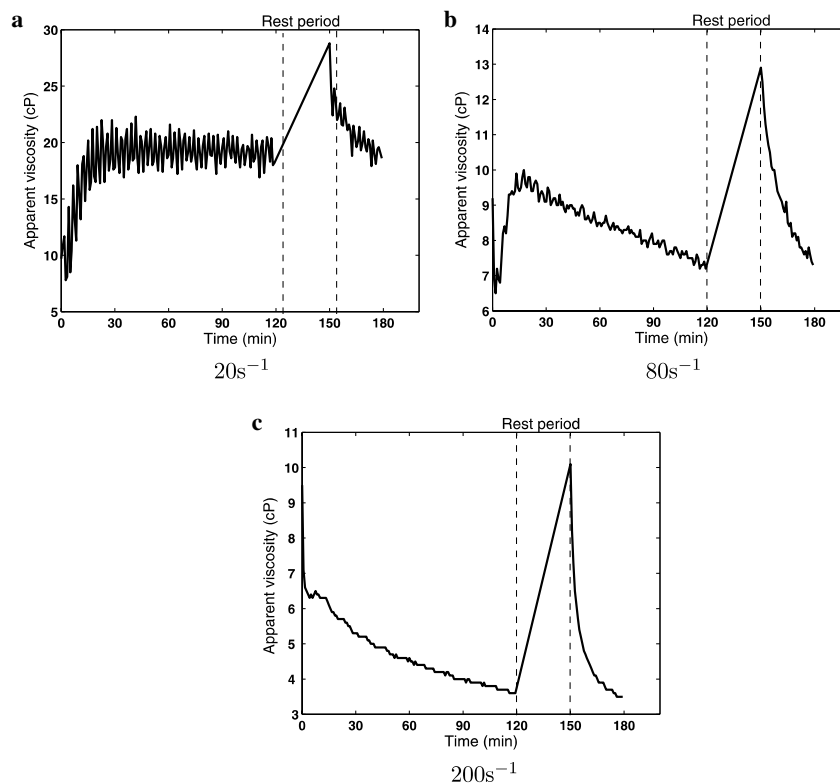 a
Rest period
30
25
20
15
10
5
0 30 60 90 120 150 180
Apparent viscosity (cP)
Time (min)
20s⁻¹
b
Rest period
14
13
12
11
10
9
8
7
6
0 30 60 90 120 150 180
Apparent viscosity (cP)
Time (min)
80s⁻¹
c
Rest period
11
10
9
8
7
6
5
4
3
0 30 60 90 120 150 180
Apparent viscosity (cP)
Time (min)
200s⁻¹